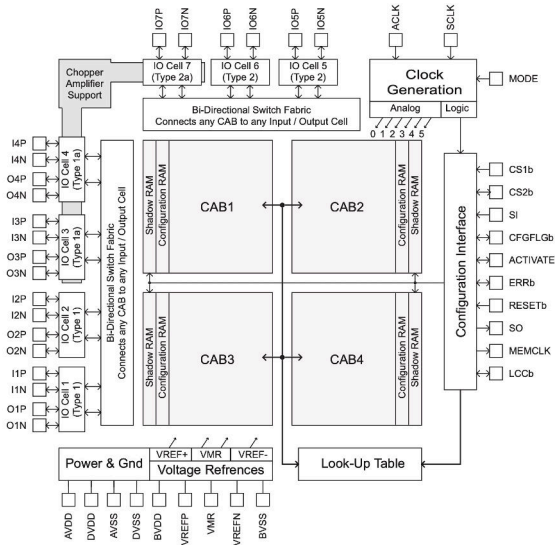 IO7P
IO7N
IO6P
IO6N
IO5P
IO5N
ACLK
SCLK
Chopper
Amplifier
Support
IO Cell 7
(Type 2a)
IO Cell 6
(Type 2)
IO Cell 5
(Type 2)
Clock
Generation
MODE
Analog
Logic
0 1 2 3 4 5
Bi-Directional Switch Fabric
Connects any CAB to any Input / Output Cell
I4P
I4N
O4P
O4N
IO Cell 4
(Type 1a)
I3P
I3N
O3P
O3N
IO Cell 3
(Type 1a)
I2P
I2N
O2P
O2N
IO Cell 2
(Type 1)
I1P
I1N
O1P
O1N
IO Cell 1
(Type 1)
Bi-Directional Switch Fabric
Connects any CAB to any Input / Output Cell
Shadow RAM
Configuration RAM
CAB1
CAB2
Configuration RAM
Shadow RAM
Shadow RAM
Configuration RAM
CAB3
CAB4
Configuration RAM
Shadow RAM
Configuration Interface
CS1b
CS2b
SI
CFGFLGb
ACTIVATE
ERRb
RESETb
SO
MEMCLK
LCCb
Power & Gnd
VREF+
VMR
VREF-
Voltage Refrences
Look-Up Table
AVDD
DVDD
AVSS
DVSS
BVDD
VREFP
VMR
VREFN
BVSS